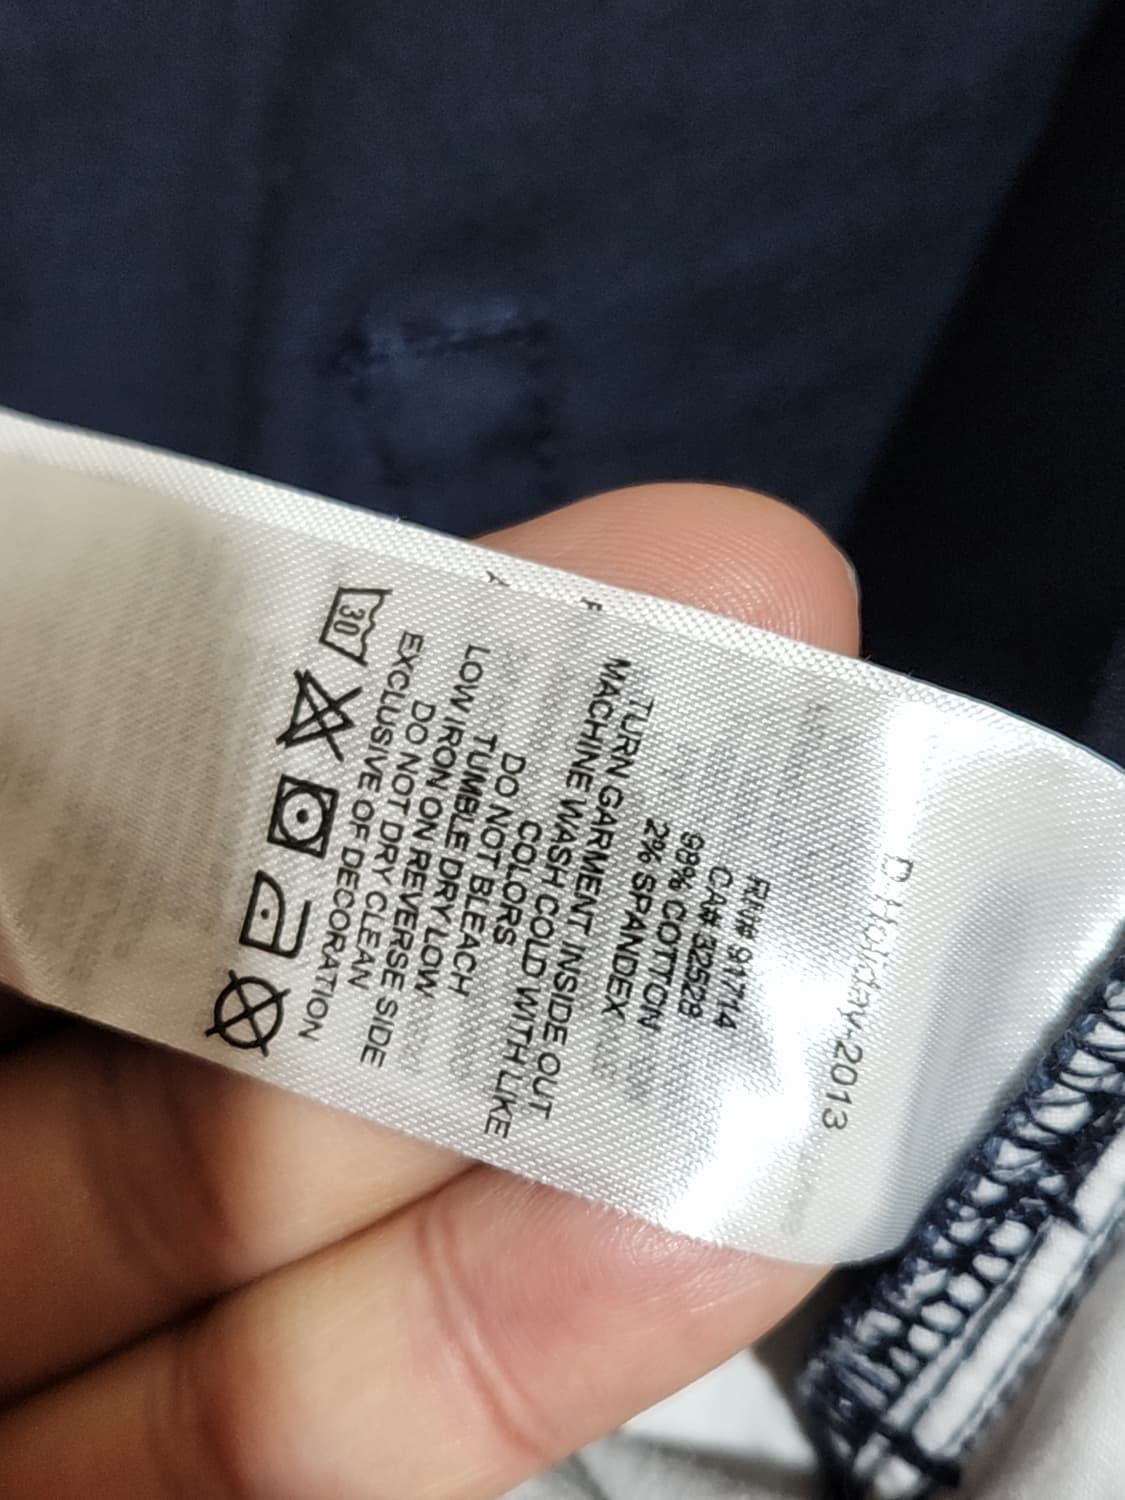 D.Holiday-2013
RN# 91714
CA# 32528
98% COTTON
2% SPANDEX
TURN GARMENT INSIDE OUT
MACHINE WASH COLD WITH LIKE
COLORS
DO NOT BLEACH
TUMBLE DRY LOW
LOW IRON ON REVERSE SIDE
DO NOT DRY CLEAN
EXCLUSIVE OF DECORATION
30